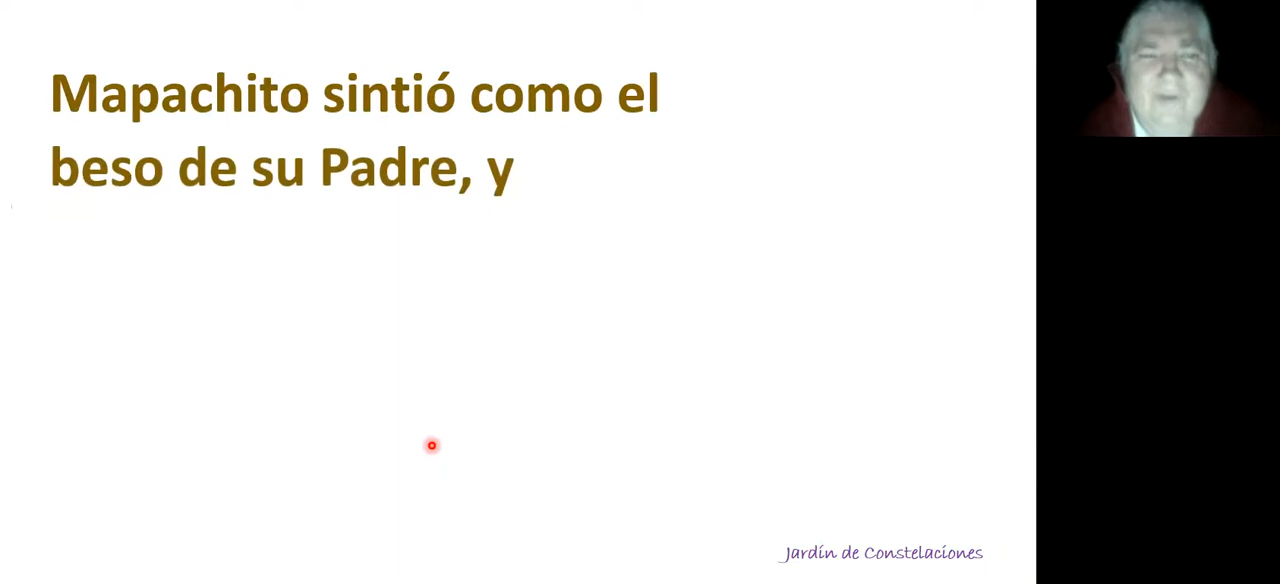 Mapachito sintió como el
beso de su Padre, y
Jardín de Constelaciones